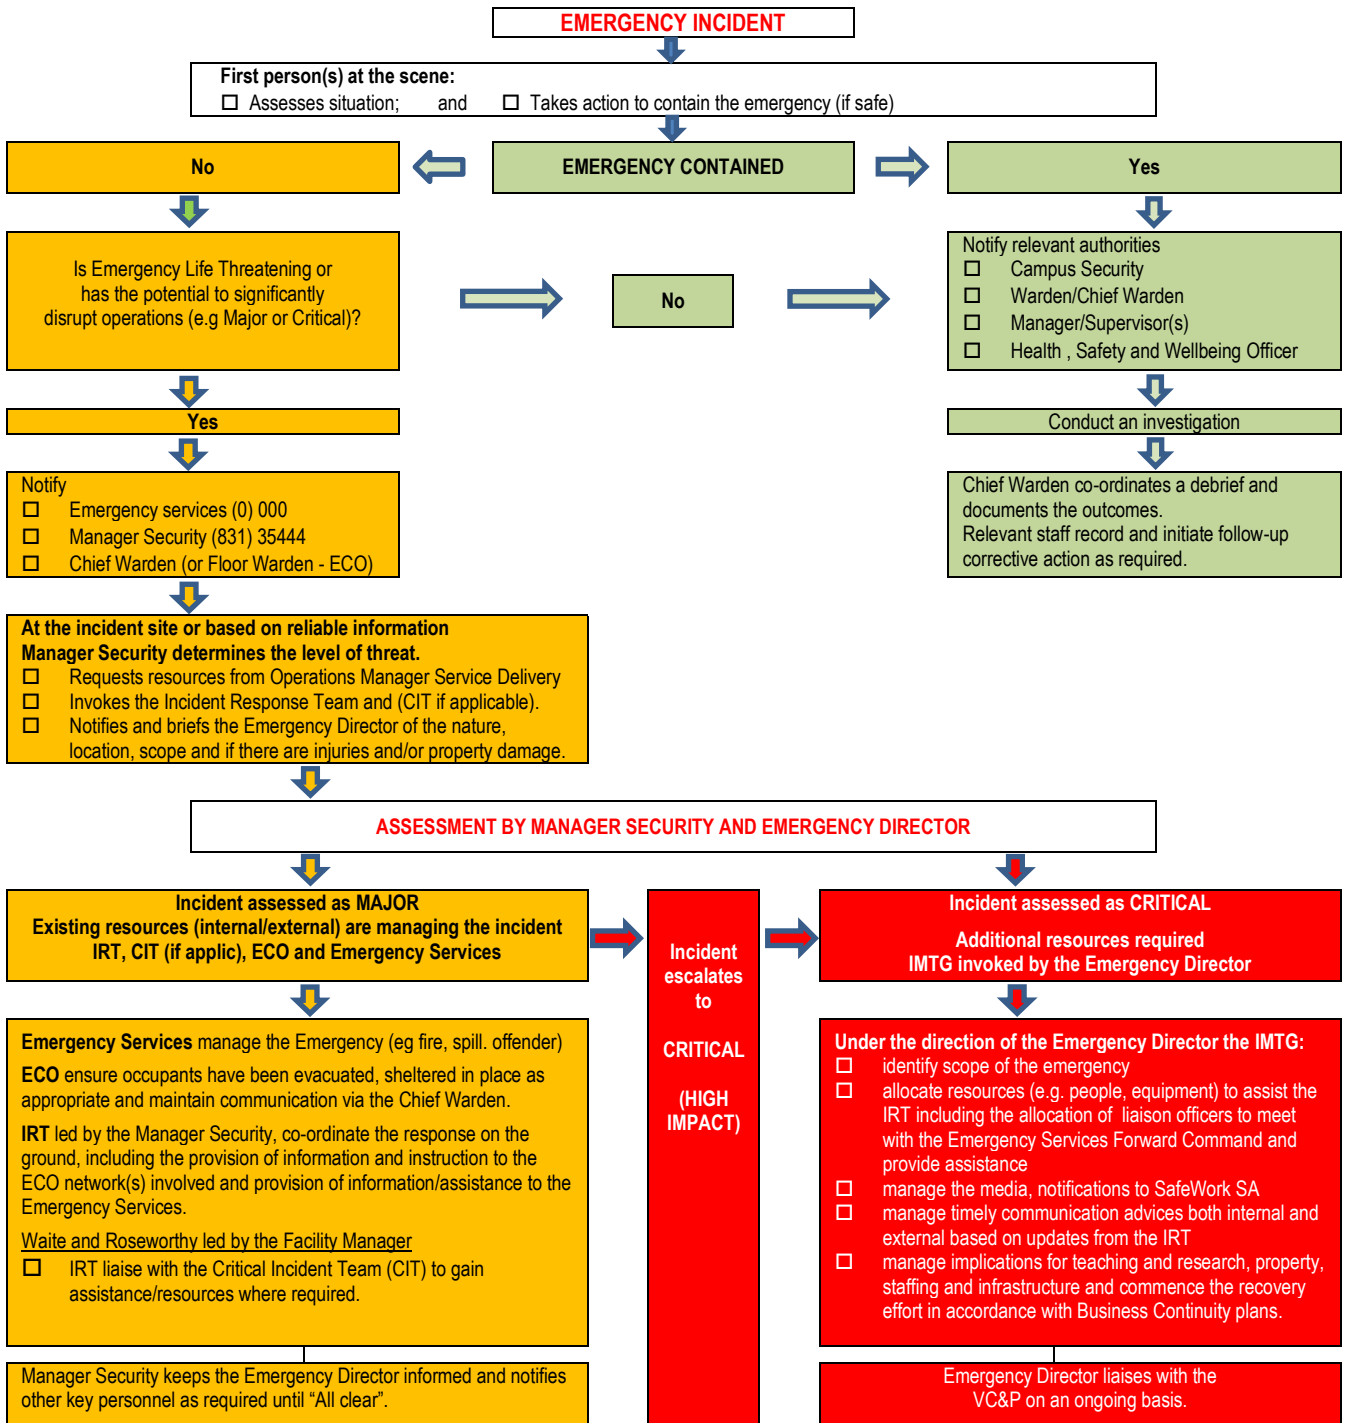 EMERGENCY INCIDENT
First person(s) at the scene:
☐ Assesses situation; and ☐ Takes action to contain the emergency (if safe)
No
EMERGENCY CONTAINED
Yes
Is Emergency Life Threatening or
has the potential to significantly
disrupt operations (e.g Major or Critical)?
No
Notify relevant authorities
☐ Campus Security
☐ Warden/Chief Warden
☐ Manager/Supervisor(s)
☐ Health , Safety and Wellbeing Officer
Yes
Conduct an investigation
Notify
☐ Emergency services (0) 000
☐ Manager Security (831) 35444
☐ Chief Warden (or Floor Warden - ECO)
Chief Warden co-ordinates a debrief and
documents the outcomes.
Relevant staff record and initiate follow-up
corrective action as required.
At the incident site or based on reliable information
Manager Security determines the level of threat.
☐ Requests resources from Operations Manager Service Delivery
☐ Invokes the Incident Response Team and (CIT if applicable).
☐ Notifies and briefs the Emergency Director of the nature,
location, scope and if there are injuries and/or property damage.
ASSESSMENT BY MANAGER SECURITY AND EMERGENCY DIRECTOR
Incident assessed as MAJOR
Existing resources (internal/external) are managing the incident
IRT, CIT (if applic), ECO and Emergency Services
Incident
escalates
to
CRITICAL
(HIGH
IMPACT)
Incident assessed as CRITICAL
Additional resources required
IMTG invoked by the Emergency Director
Emergency Services manage the Emergency (eg fire, spill. offender)
ECO ensure occupants have been evacuated, sheltered in place as
appropriate and maintain communication via the Chief Warden.
IRT led by the Manager Security, co-ordinate the response on the
ground, including the provision of information and instruction to the
ECO network(s) involved and provision of information/assistance to the
Emergency Services.
Waite and Roseworthy led by the Facility Manager
☐ IRT liaise with the Critical Incident Team (CIT) to gain
assistance/resources where required.
Under the direction of the Emergency Director the IMTG:
☐ identify scope of the emergency
☐ allocate resources (e.g. people, equipment) to assist the
IRT including the allocation of liaison officers to meet
with the Emergency Services Forward Command and
provide assistance
☐ manage the media, notifications to SafeWork SA
☐ manage timely communication advices both internal and
external based on updates from the IRT
☐ manage implications for teaching and research, property,
staffing and infrastructure and commence the recovery
effort in accordance with Business Continuity plans.
Manager Security keeps the Emergency Director informed and notifies
other key personnel as required until “All clear”.
Emergency Director liaises with the
VC&P on an ongoing basis.